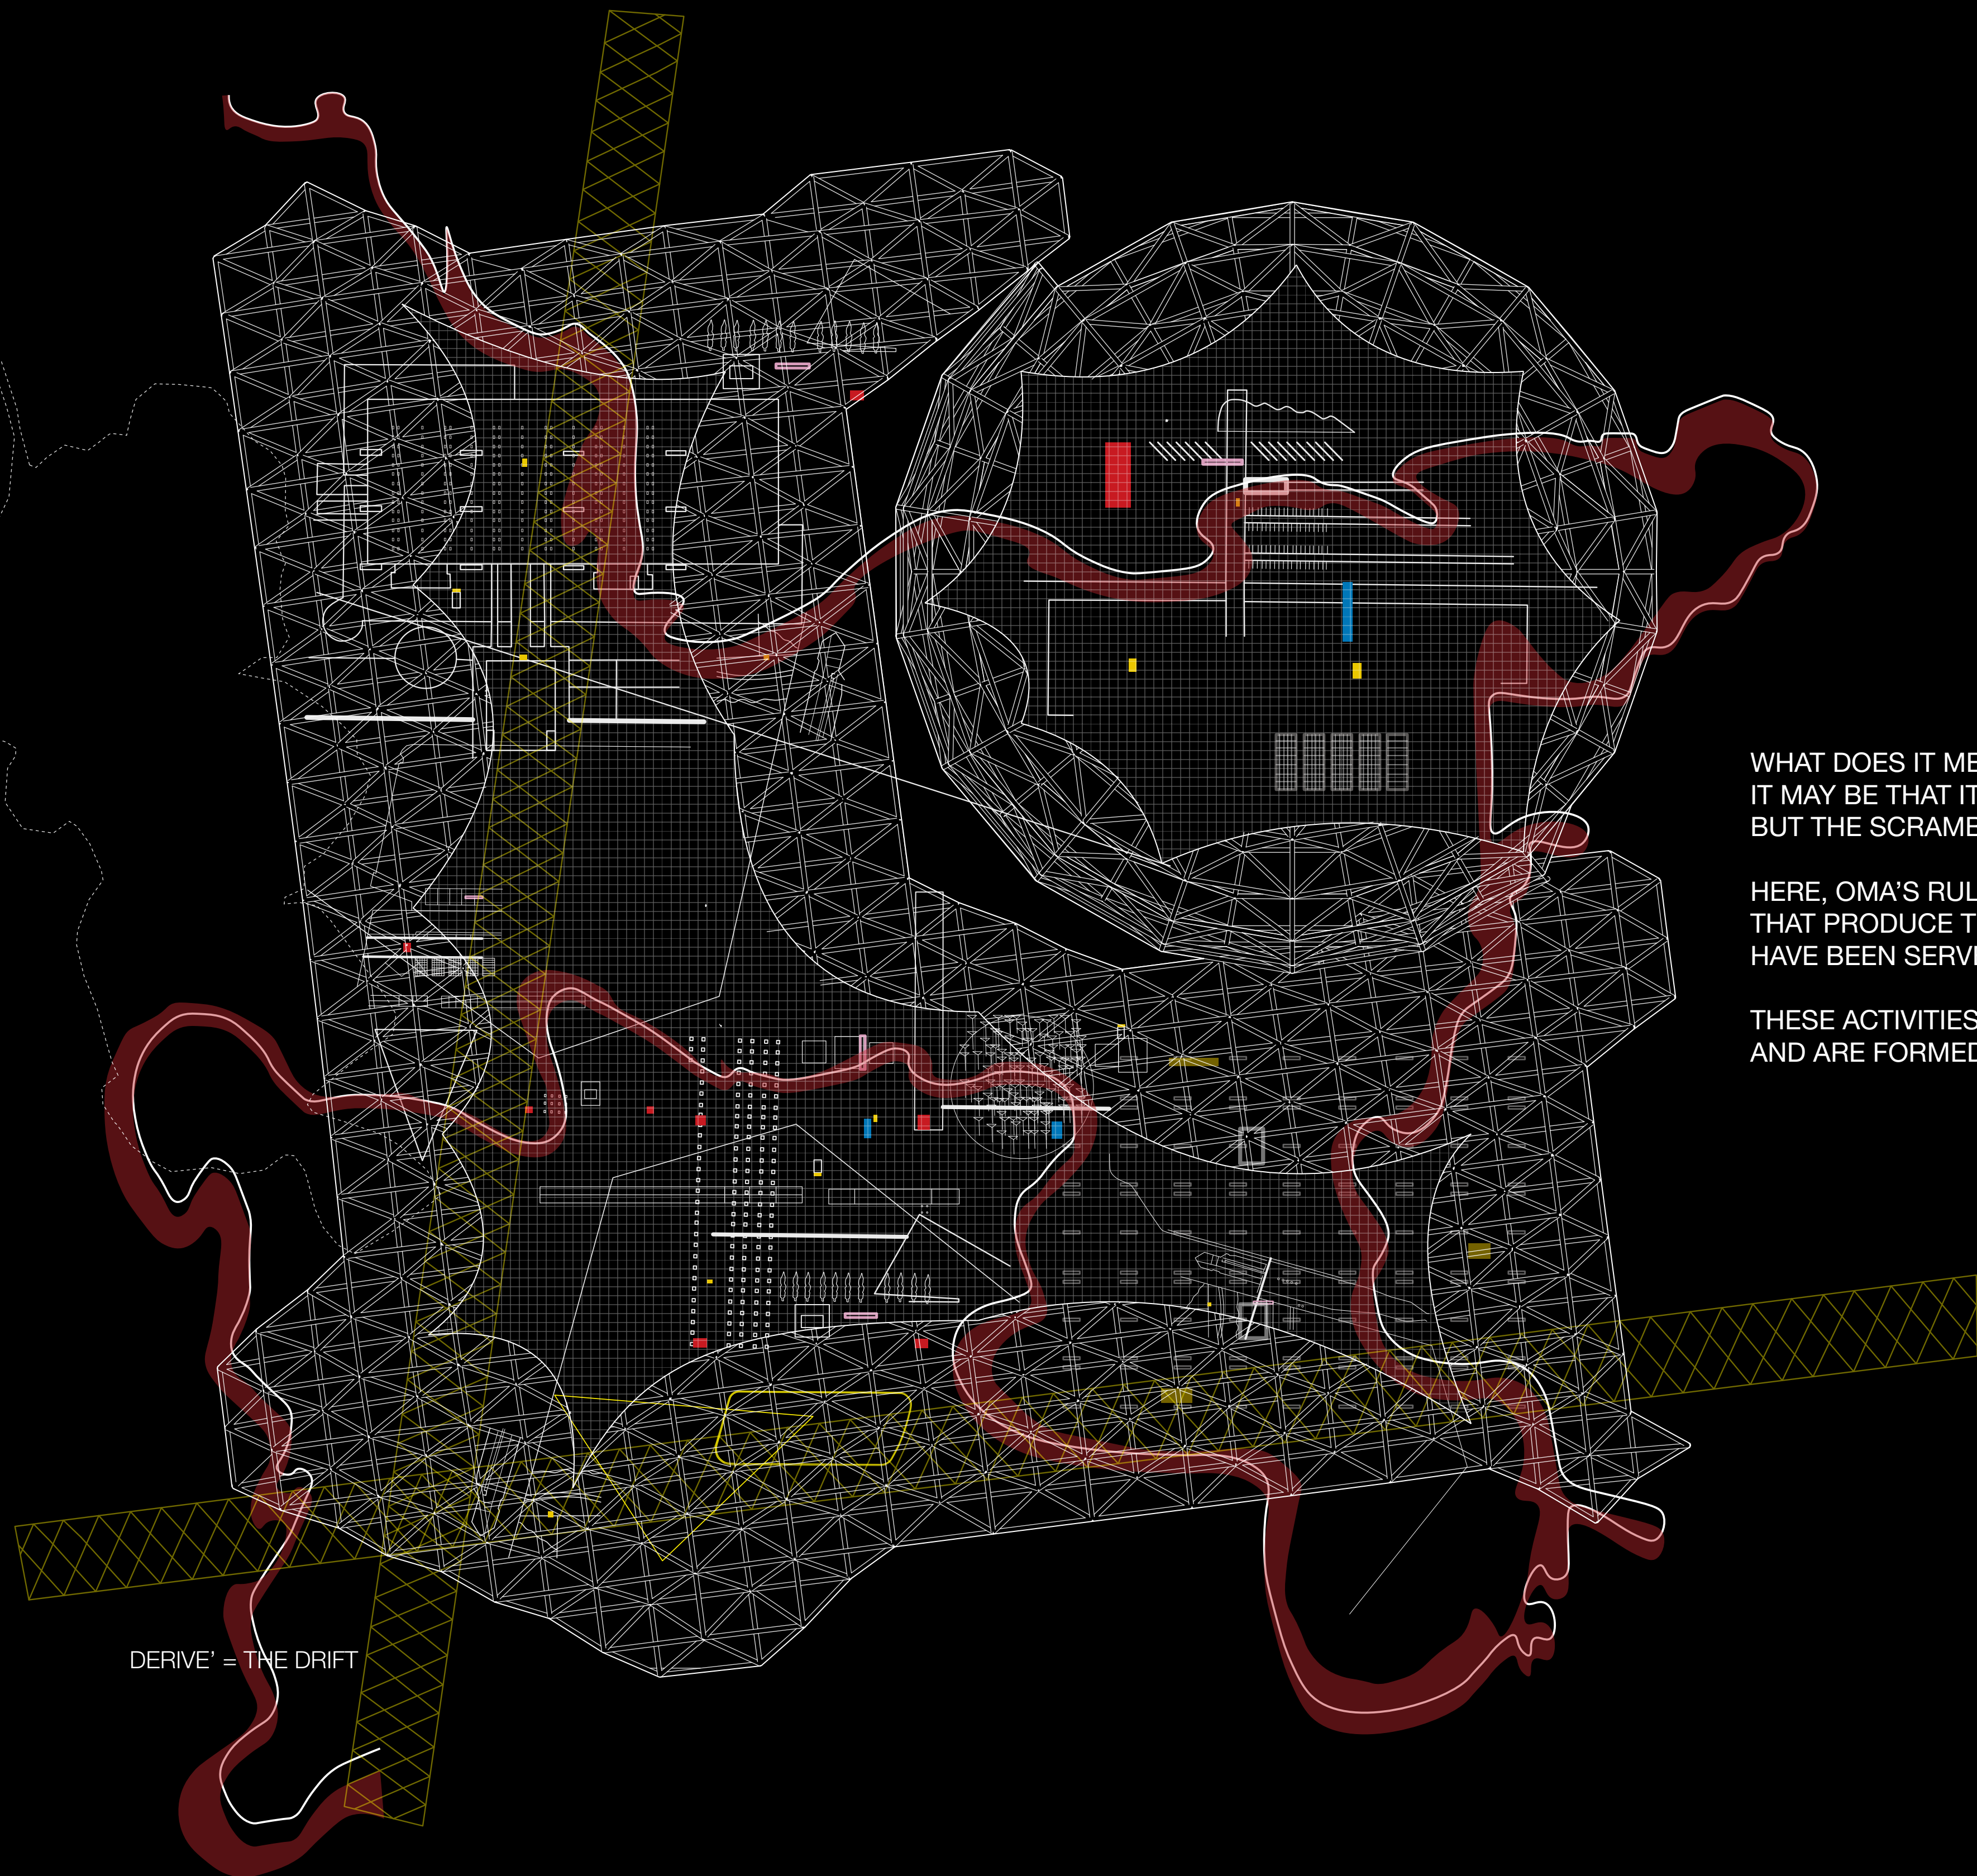 WHAT DOES IT ME
IT MAY BE THAT IT
BUT THE SCRAMB
HERE, OMA’S RUL
THAT PRODUCE T
HAVE BEEN SERVE
THESE ACTIVITIES
AND ARE FORMED
DERIVE’ = THE DRIFT